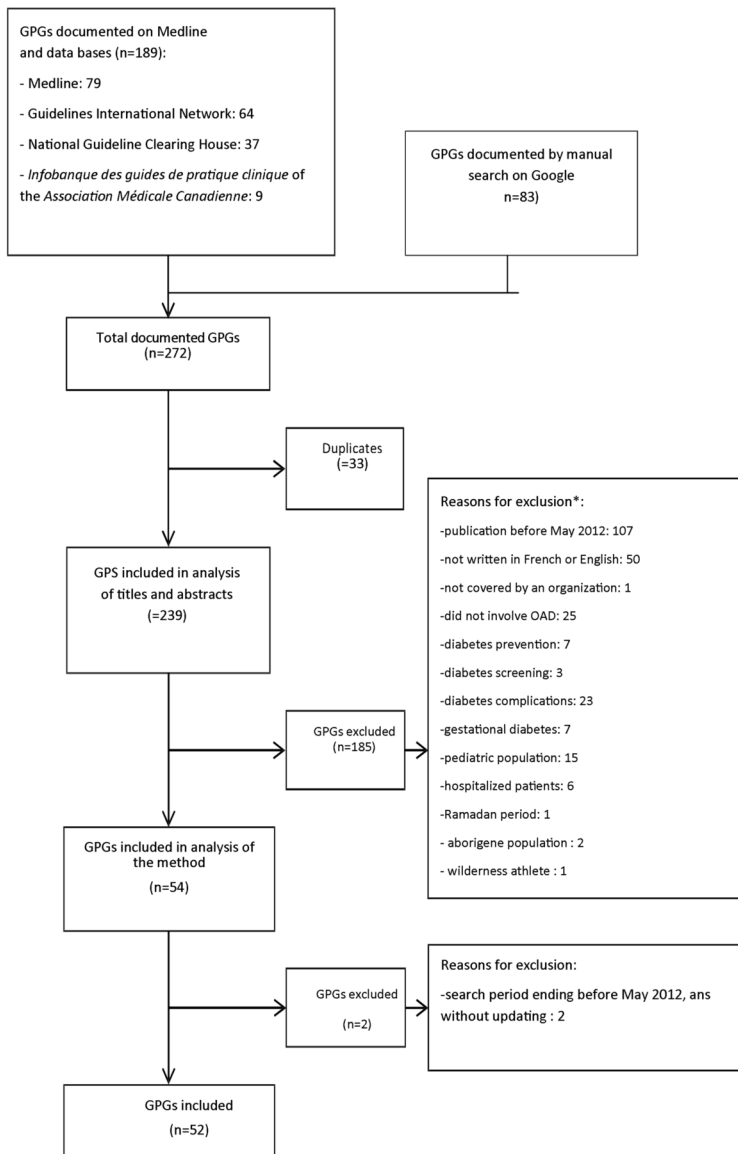 GPGs documented on Medline
and data bases (n=189):
- Medline: 79
- Guidelines International Network: 64
- National Guideline Clearing House: 37
- Infobanque des guides de pratique clinique of
the Association Médicale Canadienne: 9
GPGs documented by manual
search on Google
n=83)
Total documented GPGs
(n=272)
Duplicates
(=33)
GPS included in analysis
of titles and abstracts
(=239)
GPGs excluded
(n=185)
Reasons for exclusion*:
-publication before May 2012: 107
-not written in French or English: 50
-not covered by an organization: 1
-did not involve OAD: 25
-diabetes prevention: 7
-diabetes screening: 3
-diabetes complications: 23
-gestational diabetes: 7
-pediatric population: 15
-hospitalized patients: 6
-Ramadan period: 1
- aborigene population : 2
- wilderness athlete : 1
GPGs included in analysis of
the method
(n=54)
GPGs excluded
(n=2)
Reasons for exclusion:
-search period ending before May 2012, ans
without updating : 2
GPGs included
(n=52)